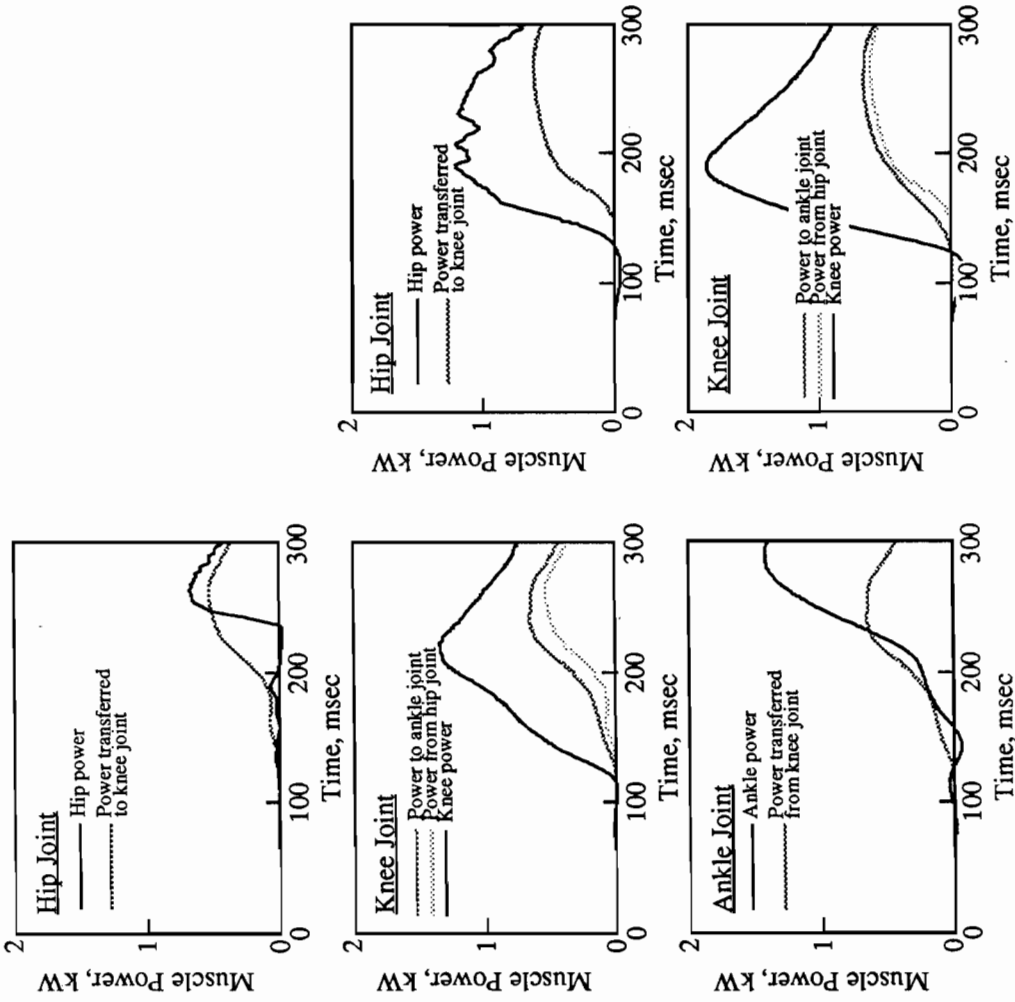 Hip Joint
Hip power
Power transferred
to knee joint
Muscle Power, kW
2
1
0
0
100
200
300
Time, msec
Knee Joint
Power to ankle joint
Power from hip joint
Knee power
Muscle Power, kW
2
1
0
0
100
200
300
Time, msec
Ankle Joint
Ankle power
Power transferred
from knee joint
Muscle Power, kW
2
1
0
0
100
200
300
Time, msec
Hip Joint
Hip power
Power transferred
to knee joint
Muscle Power, kW
2
1
0
0
100
200
300
Time, msec
Knee Joint
Power to ankle joint
Power from hip joint
Knee power
Muscle Power, kW
2
1
0
0
100
200
300
Time, msec